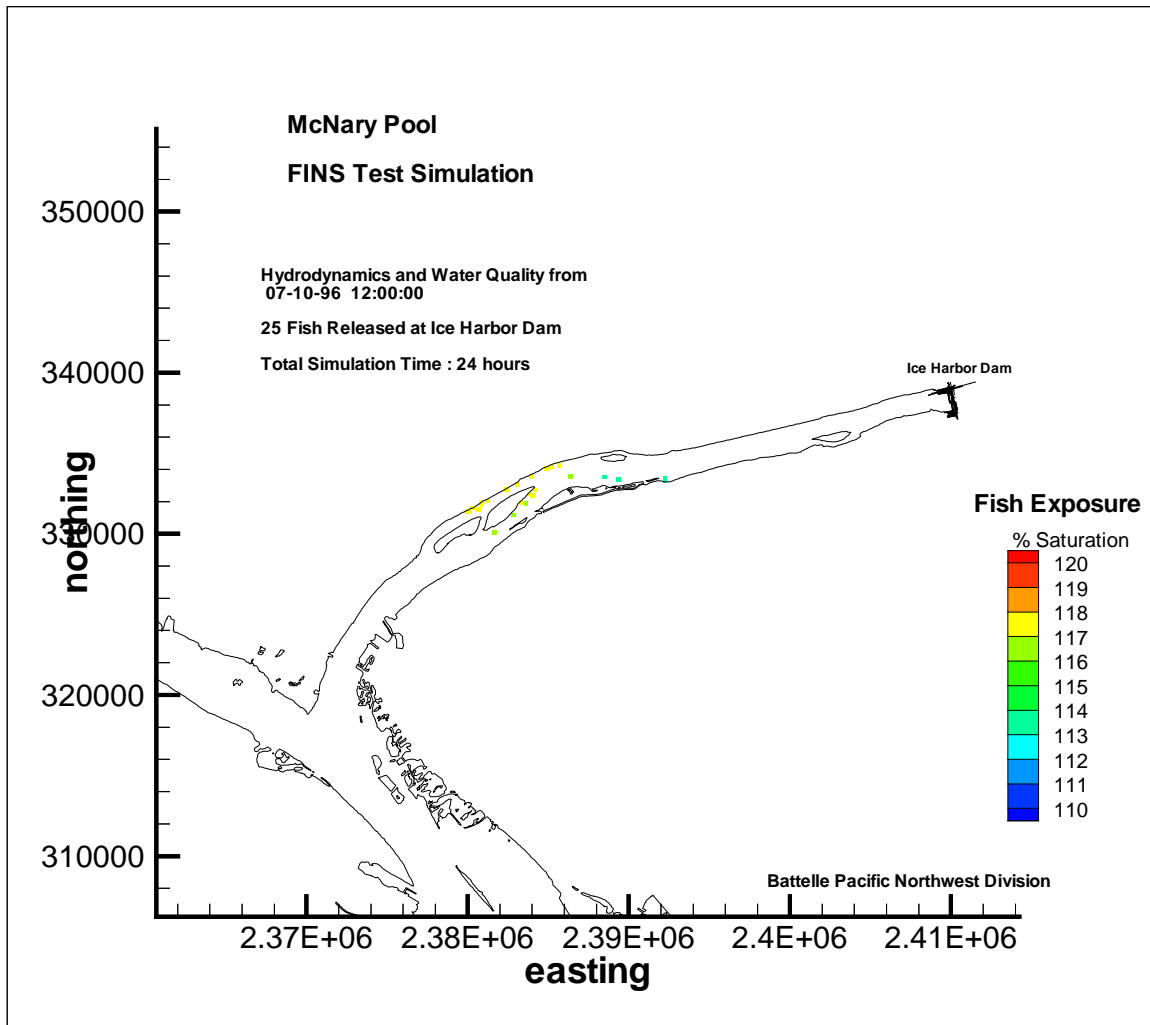 McNary Pool
FINS Test Simulation
Hydrodynamics and Water Quality from
07-10-96 12:00:00
25 Fish Released at Ice Harbor Dam
Total Simulation Time : 24 hours
Ice Harbor Dam
350000
340000
330000
320000
310000
northing
Fish Exposure
% Saturation
120
119
118
117
116
115
114
113
112
111
110
Battelle Pacific Northwest Division
2.37E+06 2.38E+06 2.39E+06 2.4E+06 2.41E+06
easting